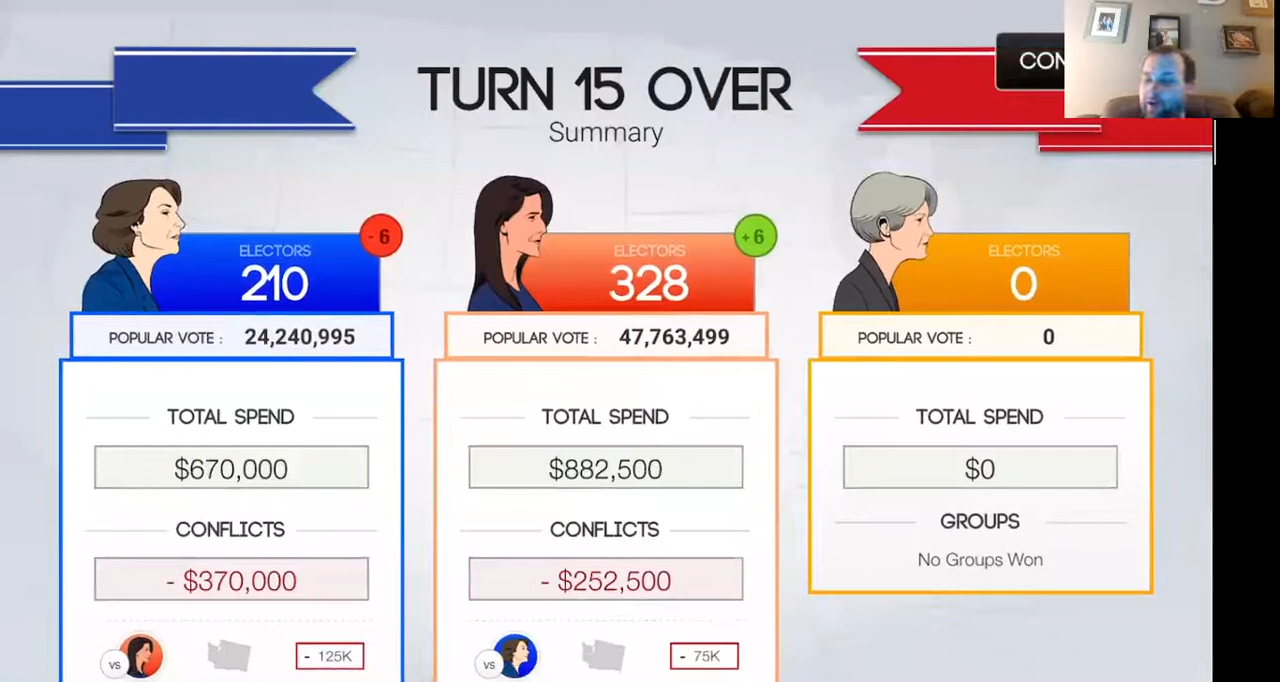 TURN 15 OVER
CON
Summary
- 6
ELECTORS
210
POPULAR VOTE : 24,240,995
TOTAL SPEND
$670,000
CONFLICTS
- $370,000
vs
- 125K
+ 6
ELECTORS
328
POPULAR VOTE : 47,763,499
TOTAL SPEND
$882,500
CONFLICTS
- $252,500
vs
- 75K
ELECTORS
0
POPULAR VOTE : 0
TOTAL SPEND
$0
GROUPS
No Groups Won